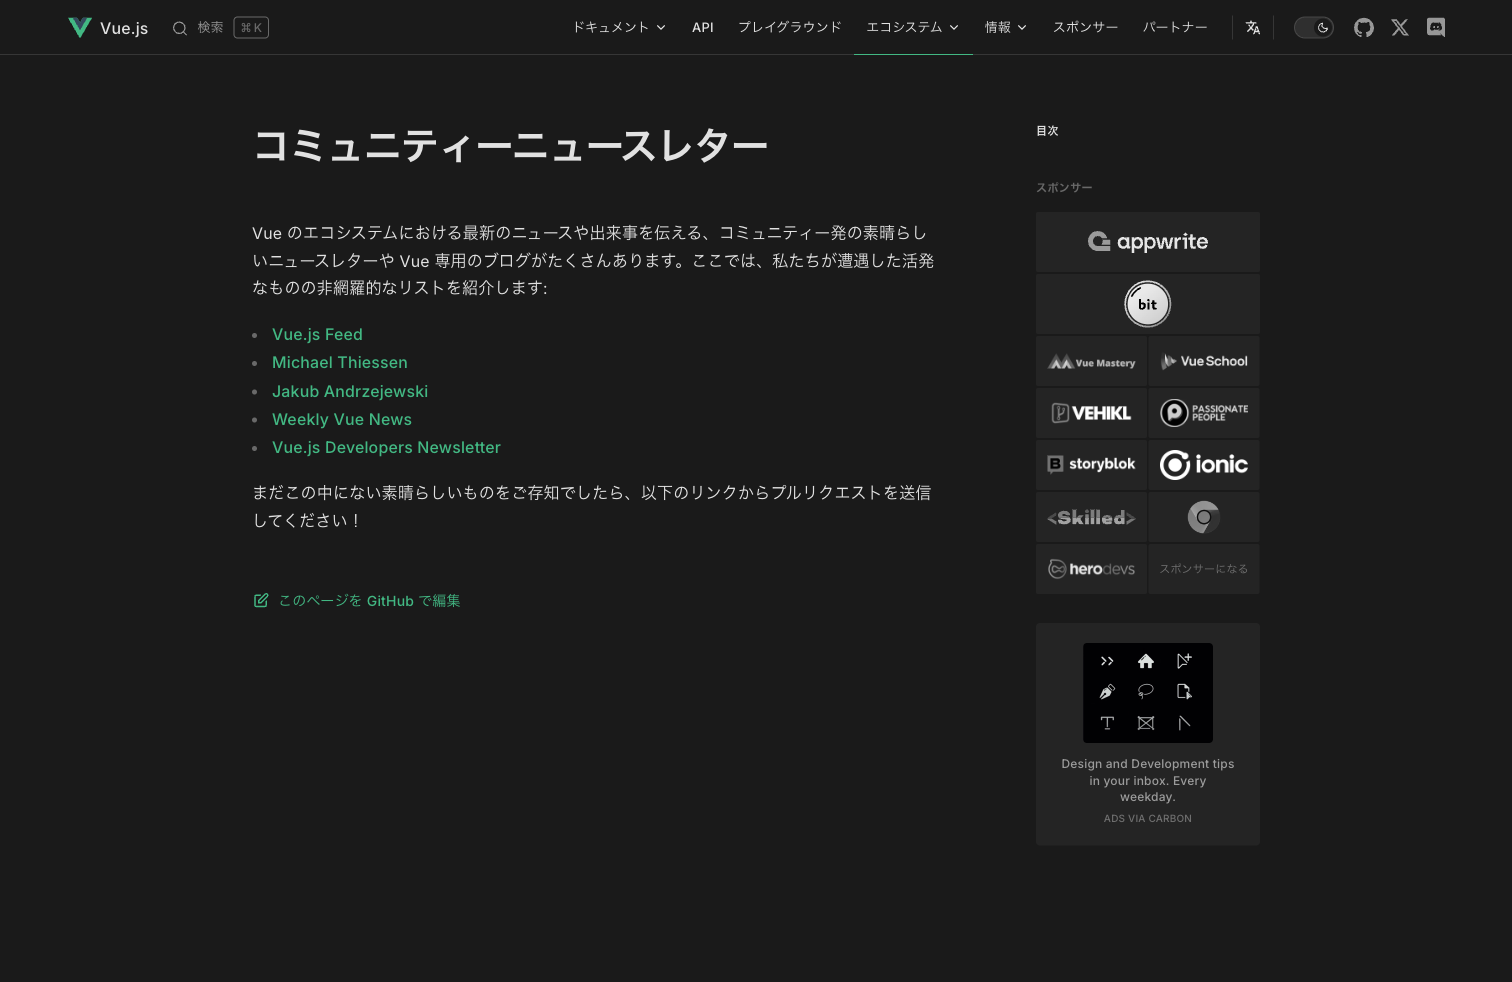 Vue.js
検索
⌘ K
ドキュメント
API
プレイグラウンド
エコシステム
情報
スポンサー
パートナー
コミュニティーニュースレター
Vue のエコシステムにおける最新のニュースや出来事を伝える、コミュニティー発の素晴らし
いニュースレターや Vue 専用のブログがたくさんあります。ここでは、私たちが遭遇した活発
なものの非網羅的なリストを紹介します:
Vue.js Feed
Michael Thiessen
Jakub Andrzejewski
Weekly Vue News
Vue.js Developers Newsletter
まだこの中にない素晴らしいものをご存知でしたら、以下のリンクからプルリクエストを送信
してください！
このページを GitHub で編集
目次
スポンサー
appwrite
bit
Vue Mastery
Vue School
VEHIKL
PASSIONATE
PEOPLE
storyblok
ionic
<Skilled>
herodevs
スポンサーになる
Design and Development tips
in your inbox. Every
weekday.
ADS VIA CARBON